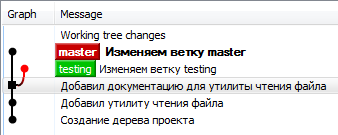 Graph Message
Working tree changes
master Изменяем ветку master
testing Изменяем ветку testing
Добавил документацию для утилиты чтения файла
Добавил утилиту чтения файла
Создание дерева проекта